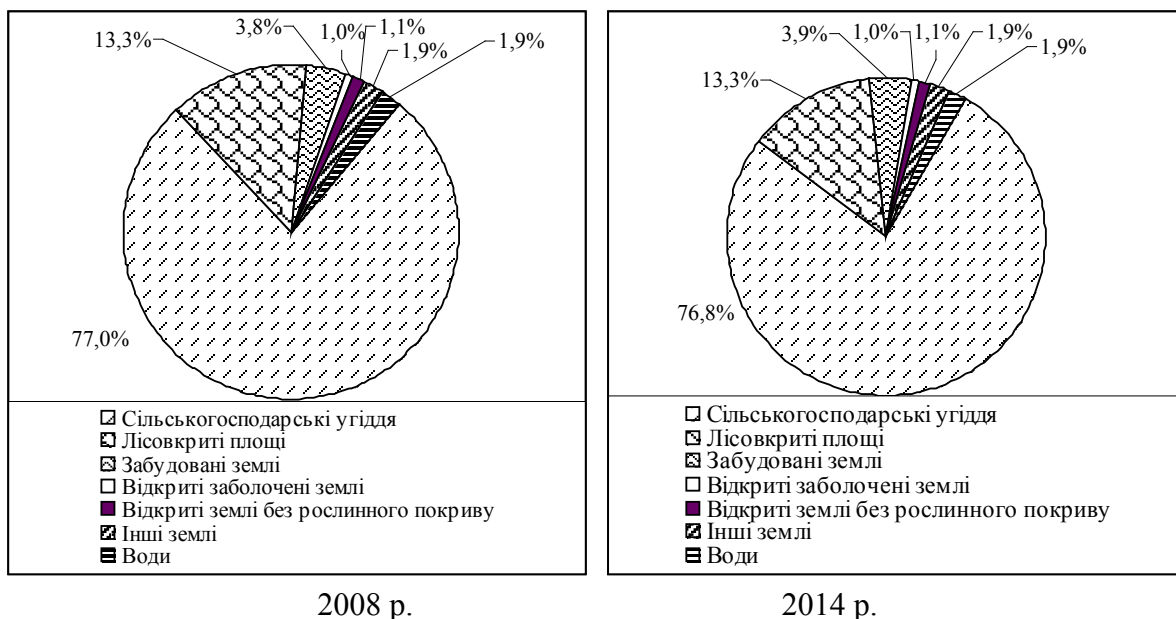 13,3%
3,8%
1,0%
1,1%
1,9%
1,9%
77,0%
Сільськогосподарські угіддя
Лісовкриті площі
Забудовані землі
Відкриті заболочені землі
Відкриті землі без рослинного покриву
Інші землі
Води
2008 р.
13,3%
3,9%
1,0%
1,1%
1,9%
1,9%
76,8%
Сільськогосподарські угіддя
Лісовкриті площі
Забудовані землі
Відкриті заболочені землі
Відкриті землі без рослинного покриву
Інші землі
Води
2014 р.